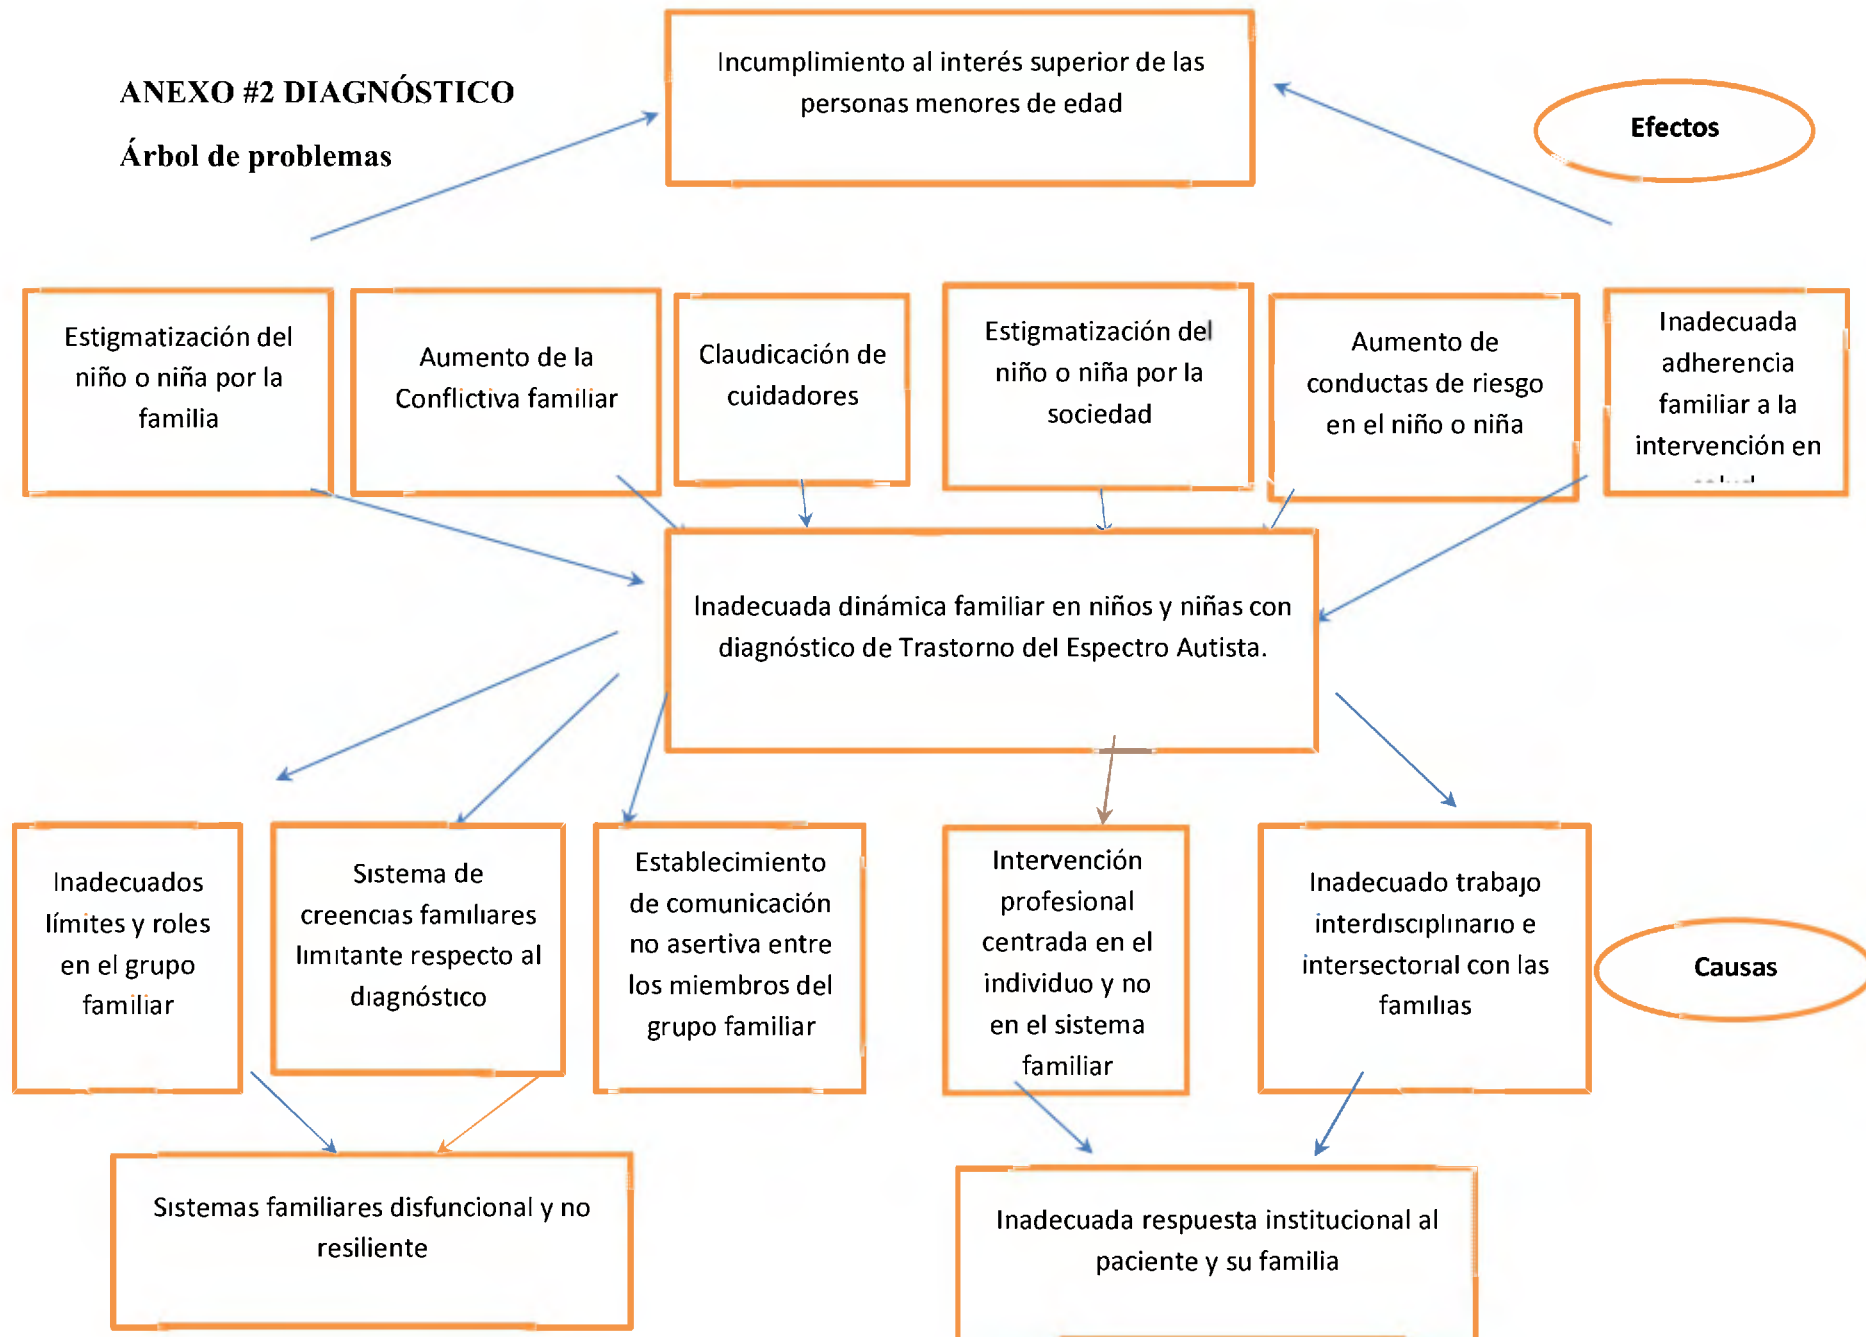 ANEXO #2 DIAGNÓSTICO
Árbol de problemas
Incumplimiento al interés superior de las
personas menores de edad
Efectos
Estigmatización del
niño o niña por la
familia
Aumento de la
Conflictiva familiar
Claudicación de
cuidadores
Estigmatización del
niño o niña por la
sociedad
Aumento de
conductas de riesgo
en el niño o niña
Inadecuada
adherencia
familiar a la
intervención en
Inadecuada dinámica familiar en niños y niñas con
diagnóstico de Trastorno del Espectro Autista.
Inadecuados
límites y roles
en el grupo
familiar
Sistema de
creencias familiares
limitante respecto al
diagnóstico
Establecimiento
de comunicación
no asertiva entre
los miembros del
grupo familiar
Intervención
profesional
centrada en el
individuo y no
en el sistema
familiar
Inadecuado trabajo
interdisciplinario e
intersectorial con las
familias
Causas
Sistemas familiares disfuncional y no
resiliente
Inadecuada respuesta institucional al
paciente y su familia